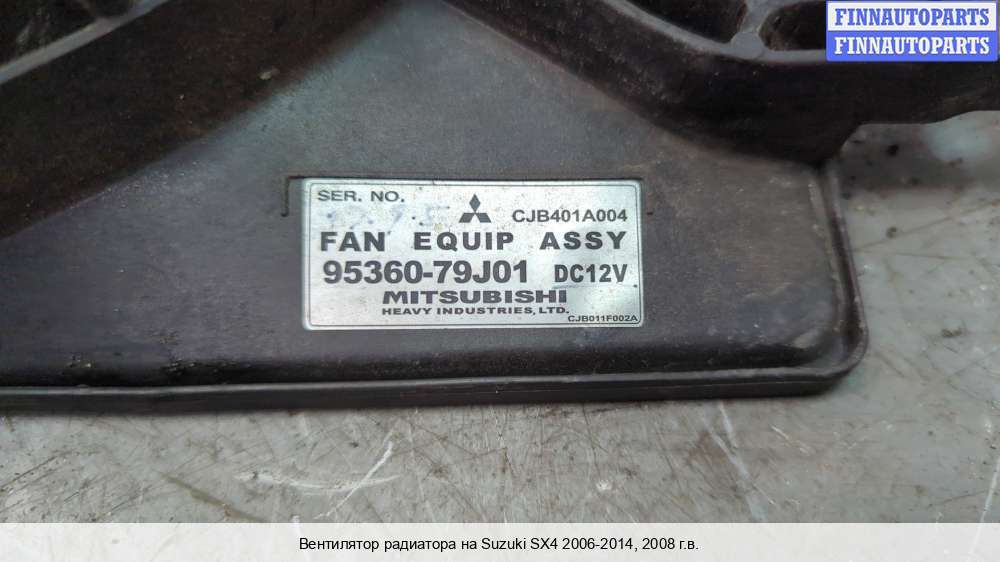 FINNAUTOPARTS
FINNAUTOPARTS
SER. NO.
CJB401A004
FAN EQUIP ASSY
95360-79J01 DC12V
MITSUBISHI
HEAVY INDUSTRIES, LTD.
CJB011F002A
Вентилятор радиатора на Suzuki SX4 2006-2014, 2008 г.в.